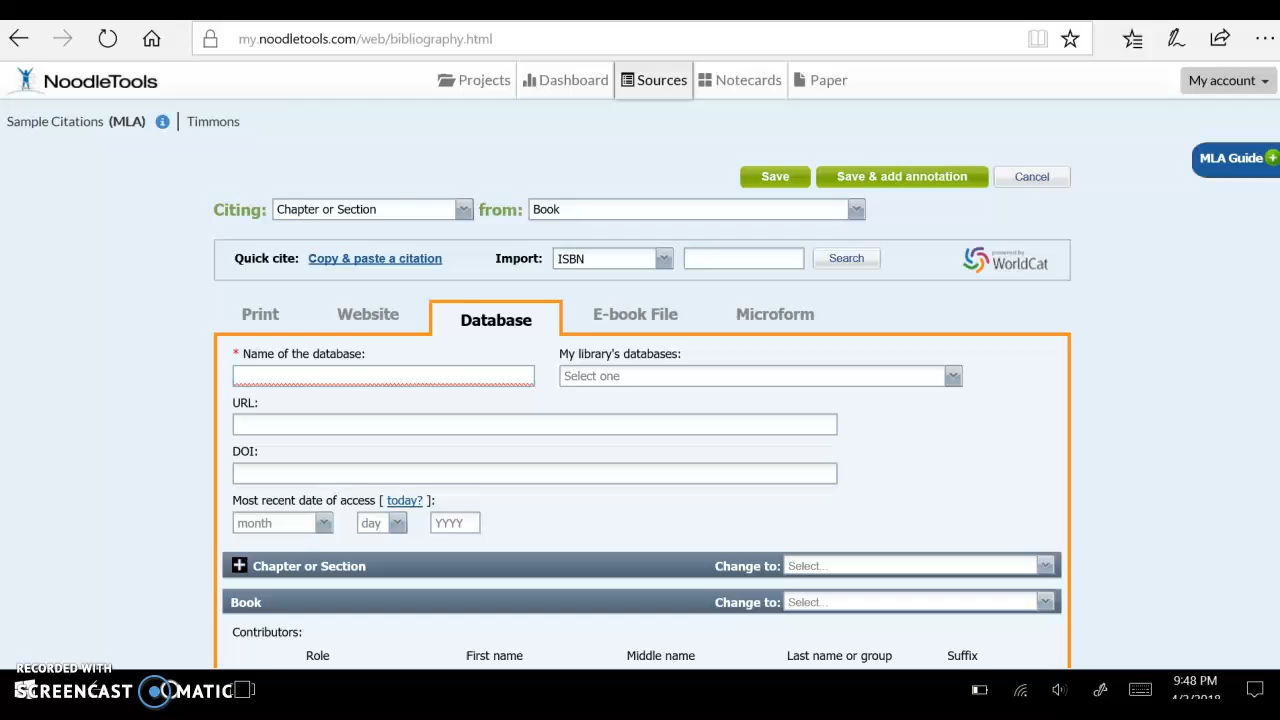 my.noodletools.com/web/bibliography.html
NoodleTools
Projects
Dashboard
Sources
Notecards
Paper
My account
Sample Citations (MLA) i Timmons
MLA Guide +
Save
Save & add annotation
Cancel
Citing: Chapter or Section from: Book
Quick cite: Copy & paste a citation Import: ISBN Search powered by WorldCat
Print Website Database E-book File Microform
* Name of the database: My library's databases:
Select one
URL:
DOI:
Most recent date of access [ today? ]:
month day YYYY
Chapter or Section Change to: Select...
Book Change to: Select...
Contributors:
Role First name Middle name Last name or group Suffix
RECORDED WITH
SCREENCAST MATIC
9:48 PM